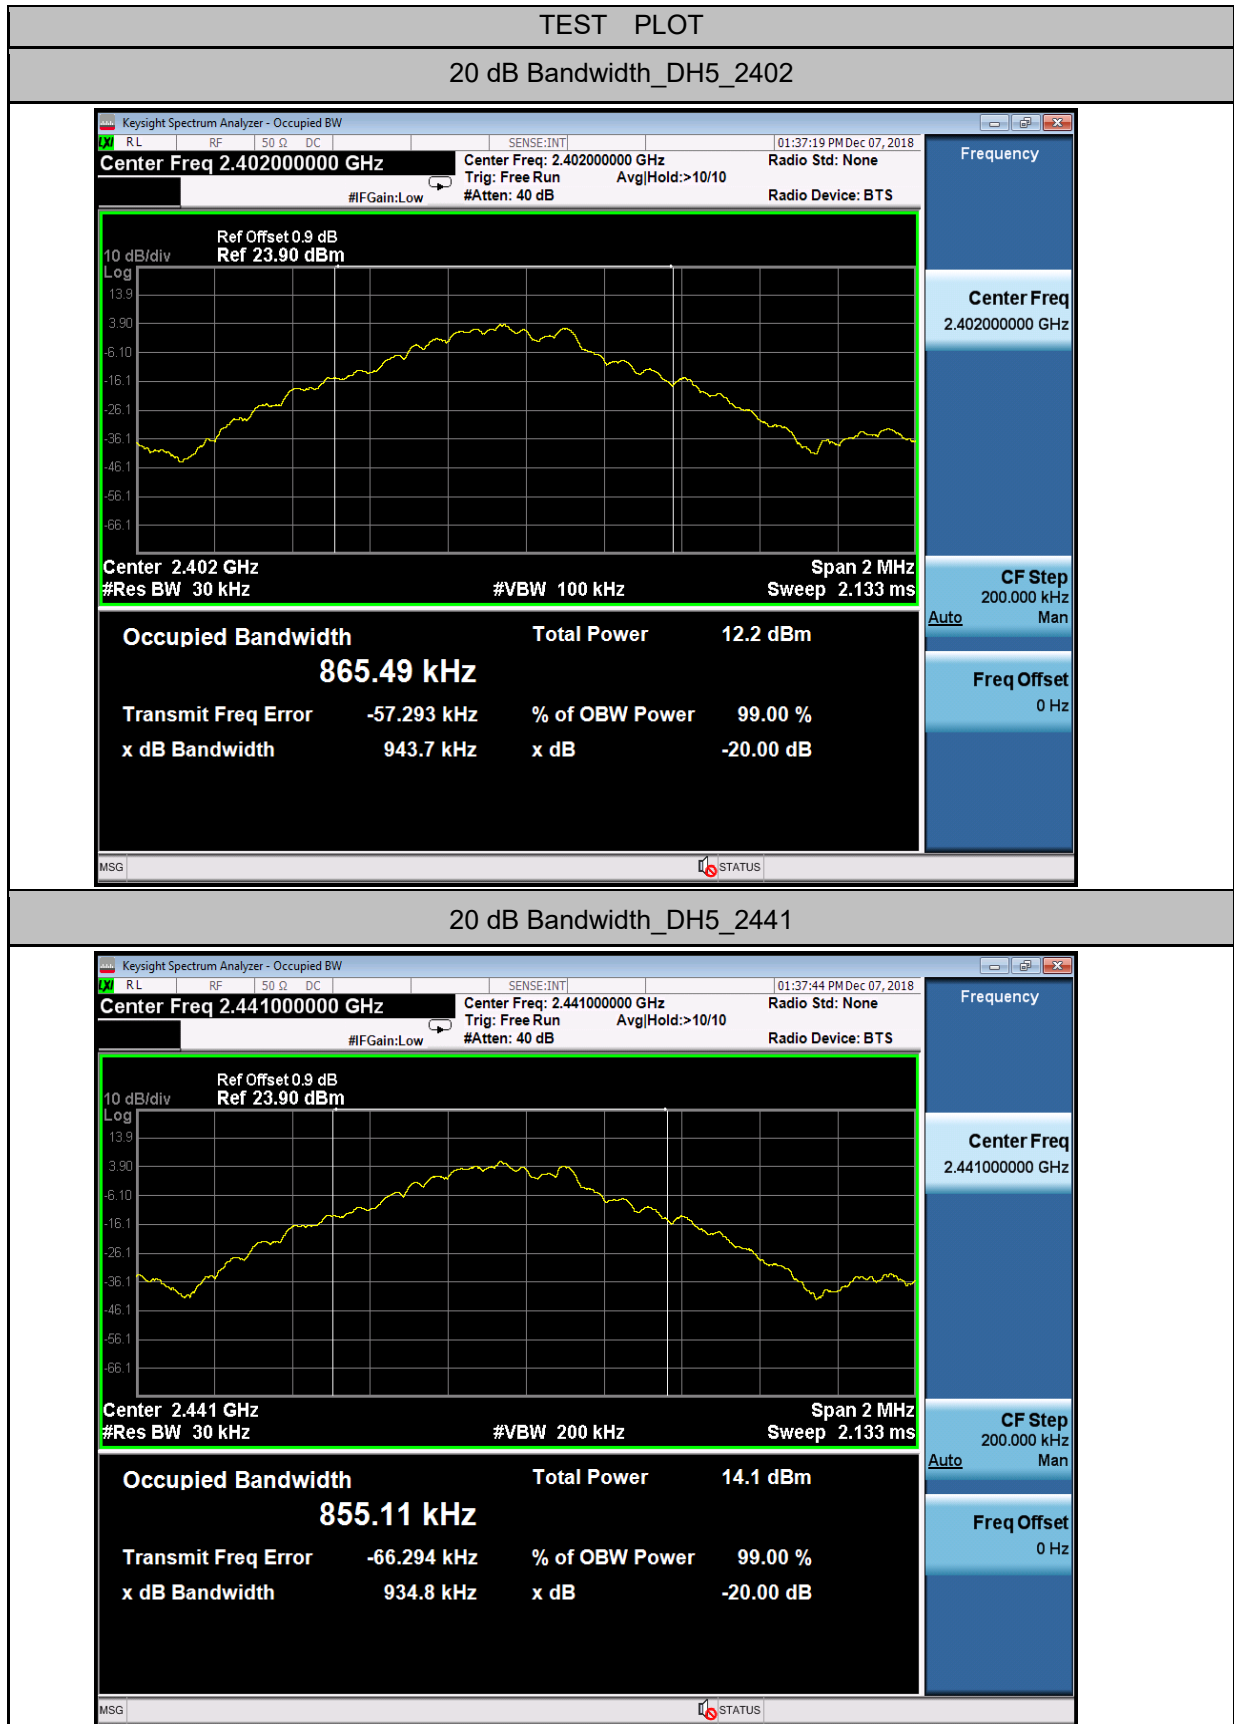 TEST PLOT
20 dB Bandwidth_DH5_2402
Keysight Spectrum Analyzer - Occupied BW
LXI RL RF 50 Ω DC SENSE:INT 01:37:19 PM Dec 07, 2018
Center Freq 2.402000000 GHz Center Freq: 2.402000000 GHz Radio Std: None Frequency
Trig: Free Run Avg|Hold:>10/10
#IFGain:Low #Atten: 40 dB Radio Device: BTS
Ref Offset 0.9 dB
10 dB/div Ref 23.90 dBm
Log
13.9
3.90
-6.10
-16.1
-26.1
-36.1
-46.1
-56.1
-66.1
Center Freq
2.402000000 GHz
Center 2.402 GHz Span 2 MHz
#Res BW 30 kHz #VBW 100 kHz Sweep 2.133 ms
CF Step
200.000 kHz
Auto Man
Occupied Bandwidth Total Power 12.2 dBm
865.49 kHz
Transmit Freq Error -57.293 kHz % of OBW Power 99.00 %
x dB Bandwidth 943.7 kHz x dB -20.00 dB
Freq Offset
0 Hz
MSG STATUS
20 dB Bandwidth_DH5_2441
Keysight Spectrum Analyzer - Occupied BW
LXI RL RF 50 Ω DC SENSE:INT 01:37:44 PM Dec 07, 2018
Center Freq 2.441000000 GHz Center Freq: 2.441000000 GHz Radio Std: None Frequency
Trig: Free Run Avg|Hold:>10/10
#IFGain:Low #Atten: 40 dB Radio Device: BTS
Ref Offset 0.9 dB
10 dB/div Ref 23.90 dBm
Log
13.9
3.90
-6.10
-16.1
-26.1
-36.1
-46.1
-56.1
-66.1
Center Freq
2.441000000 GHz
Center 2.441 GHz Span 2 MHz
#Res BW 30 kHz #VBW 200 kHz Sweep 2.133 ms
CF Step
200.000 kHz
Auto Man
Occupied Bandwidth Total Power 14.1 dBm
855.11 kHz
Transmit Freq Error -66.294 kHz % of OBW Power 99.00 %
x dB Bandwidth 934.8 kHz x dB -20.00 dB
Freq Offset
0 Hz
MSG STATUS